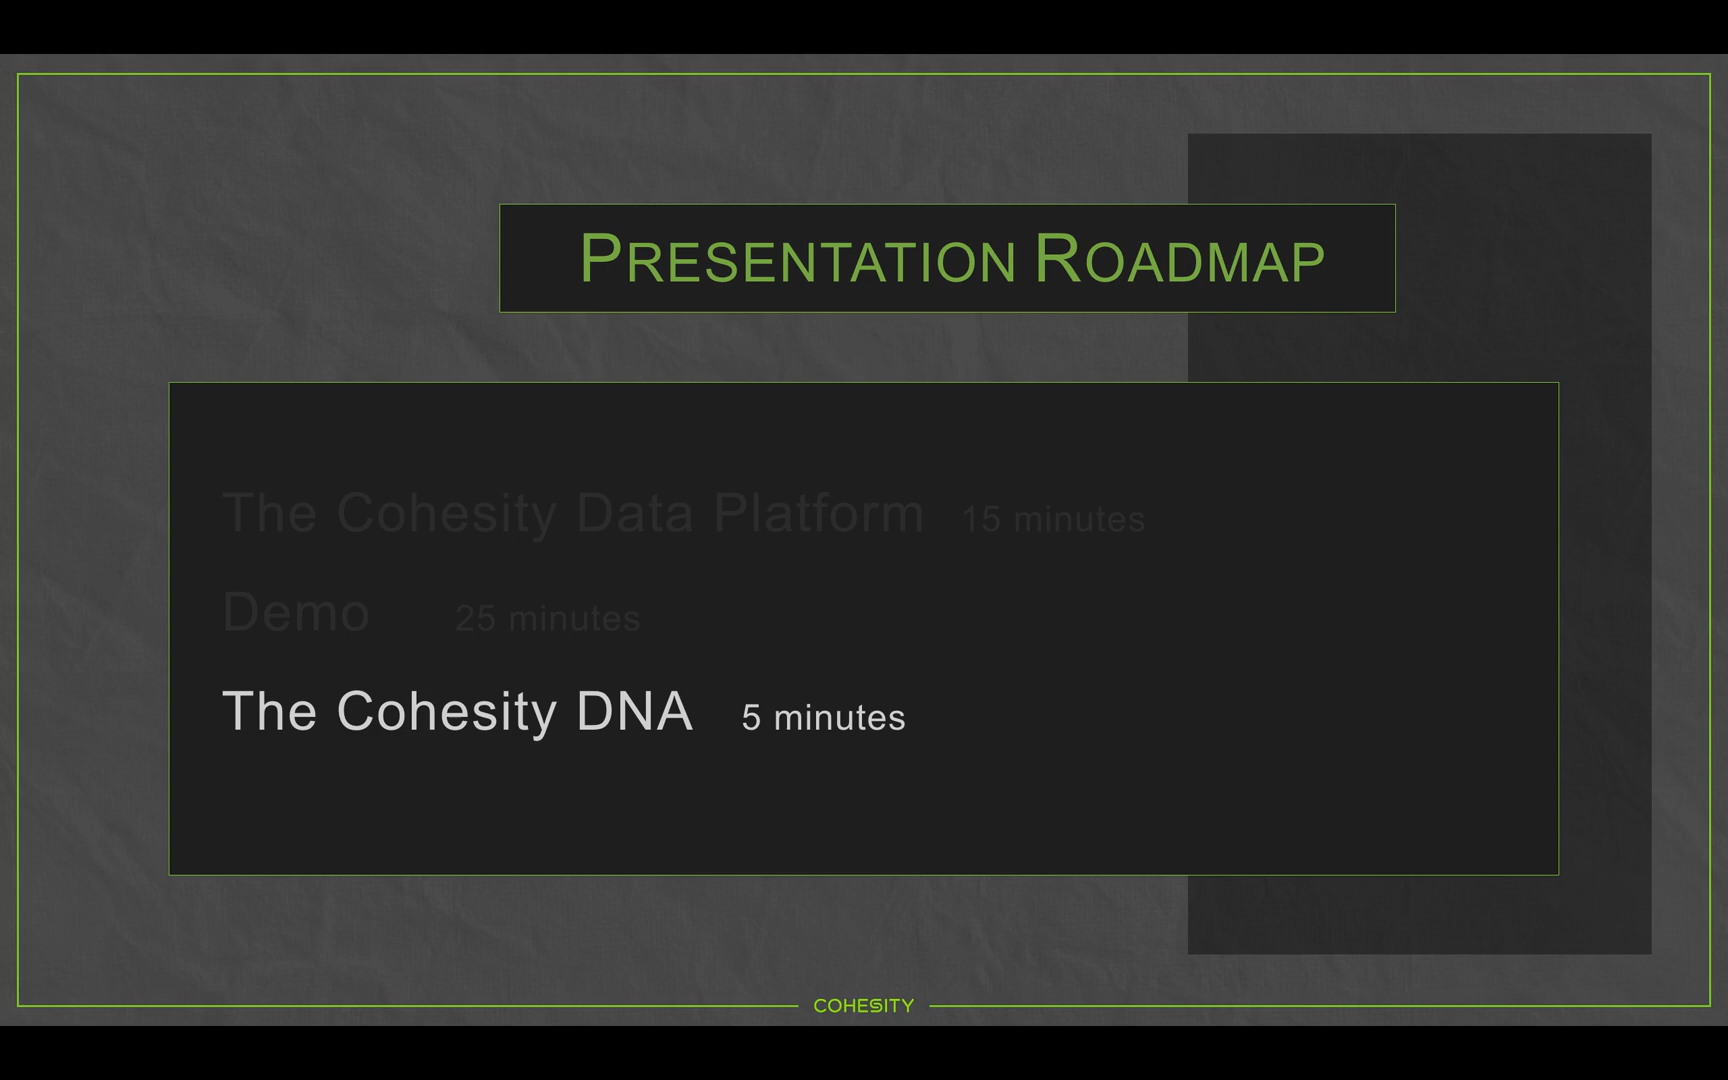 PRESENTATION ROADMAP
The Cohesity Data Platform 15 minutes
Demo 25 minutes
The Cohesity DNA 5 minutes
COHESITY